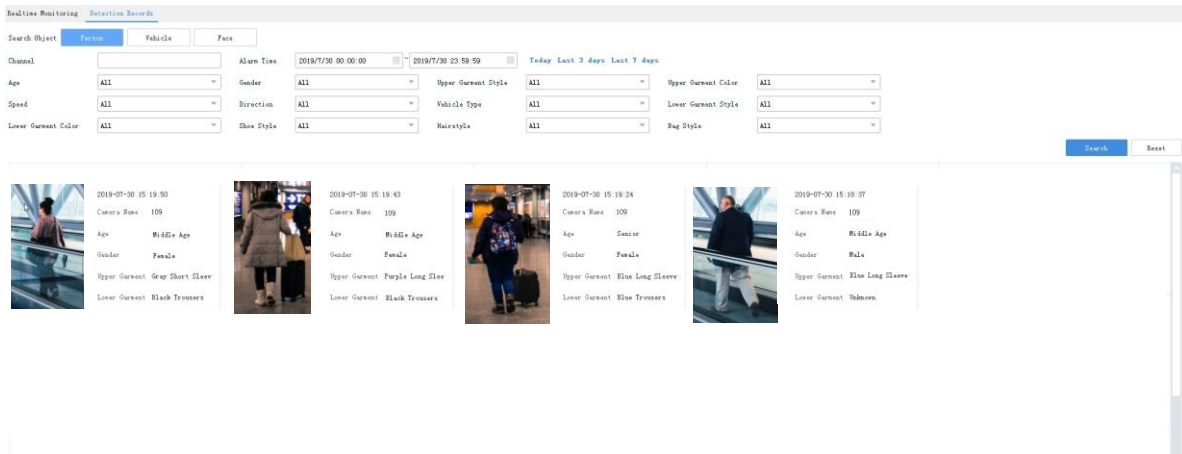 Realtime Monitoring Detection Records
Search Object Person Vehicle Face
Channel Alarm Time 2019/7/30 00:00:00 ~ 2019/7/30 23:59:59 Today Last 3 days Last 7 days
Age All Gender All Upper Garment Style All Upper Garment Color All
Speed All Direction All Vehicle Type All Lower Garment Style All
Lower Garment Color All Shoe Style All Hairstyle All Bag Style All
Search Reset
2019-07-30 15:19:50
Camera Name 109
Age Middle Age
Gender Female
Upper Garment Gray Short Sleev
Lower Garment Black Trousers
2019-07-30 15:19:43
Camera Name 109
Age Middle Age
Gender Female
Upper Garment Purple Long Slee
Lower Garment Black Trousers
2019-07-30 15:19:24
Camera Name 109
Age Senior
Gender Female
Upper Garment Blue Long Sleeve
Lower Garment Blue Trousers
2019-07-30 15:18:37
Camera Name 109
Age Middle Age
Gender Male
Upper Garment Blue Long Sleeve
Lower Garment Unknown